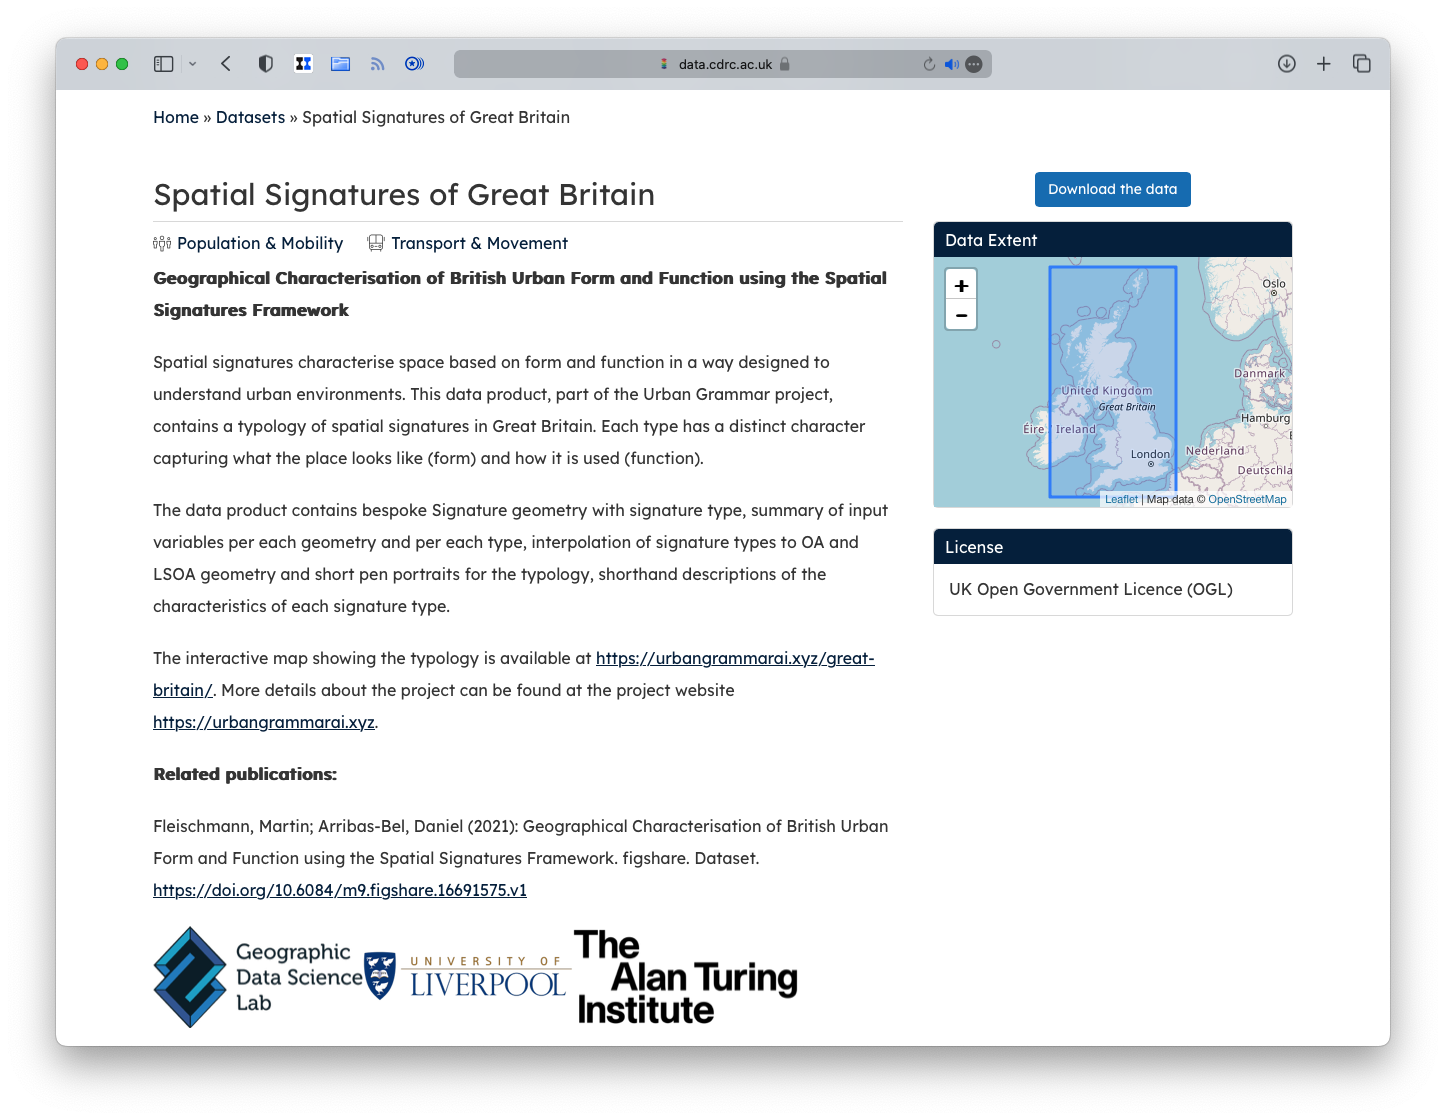 data.cdrc.ac.uk
Home » Datasets » Spatial Signatures of Great Britain
Spatial Signatures of Great Britain
Population & Mobility Transport & Movement
Geographical Characterisation of British Urban Form and Function using the Spatial
Signatures Framework
Spatial signatures characterise space based on form and function in a way designed to
understand urban environments. This data product, part of the Urban Grammar project,
contains a typology of spatial signatures in Great Britain. Each type has a distinct character
capturing what the place looks like (form) and how it is used (function).
The data product contains bespoke Signature geometry with signature type, summary of input
variables per each geometry and per each type, interpolation of signature types to OA and
LSOA geometry and short pen portraits for the typology, shorthand descriptions of the
characteristics of each signature type.
The interactive map showing the typology is available at https://urbangrammarai.xyz/great-
britain/. More details about the project can be found at the project website
https://urbangrammarai.xyz.
Related publications:
Fleischmann, Martin; Arribas-Bel, Daniel (2021): Geographical Characterisation of British Urban
Form and Function using the Spatial Signatures Framework. figshare. Dataset.
https://doi.org/10.6084/m9.figshare.16691575.v1
Geographic
Data Science
Lab
UNIVERSITY OF
LIVERPOOL
The
Alan Turing
Institute
Download the data
Data Extent
+
−
Oslo
Danmark
United Kingdom
Great Britain
Hamburg
Éire / Ireland
Nederland
London
Deutschla
Leaflet | Map data © OpenStreetMap
License
UK Open Government Licence (OGL)